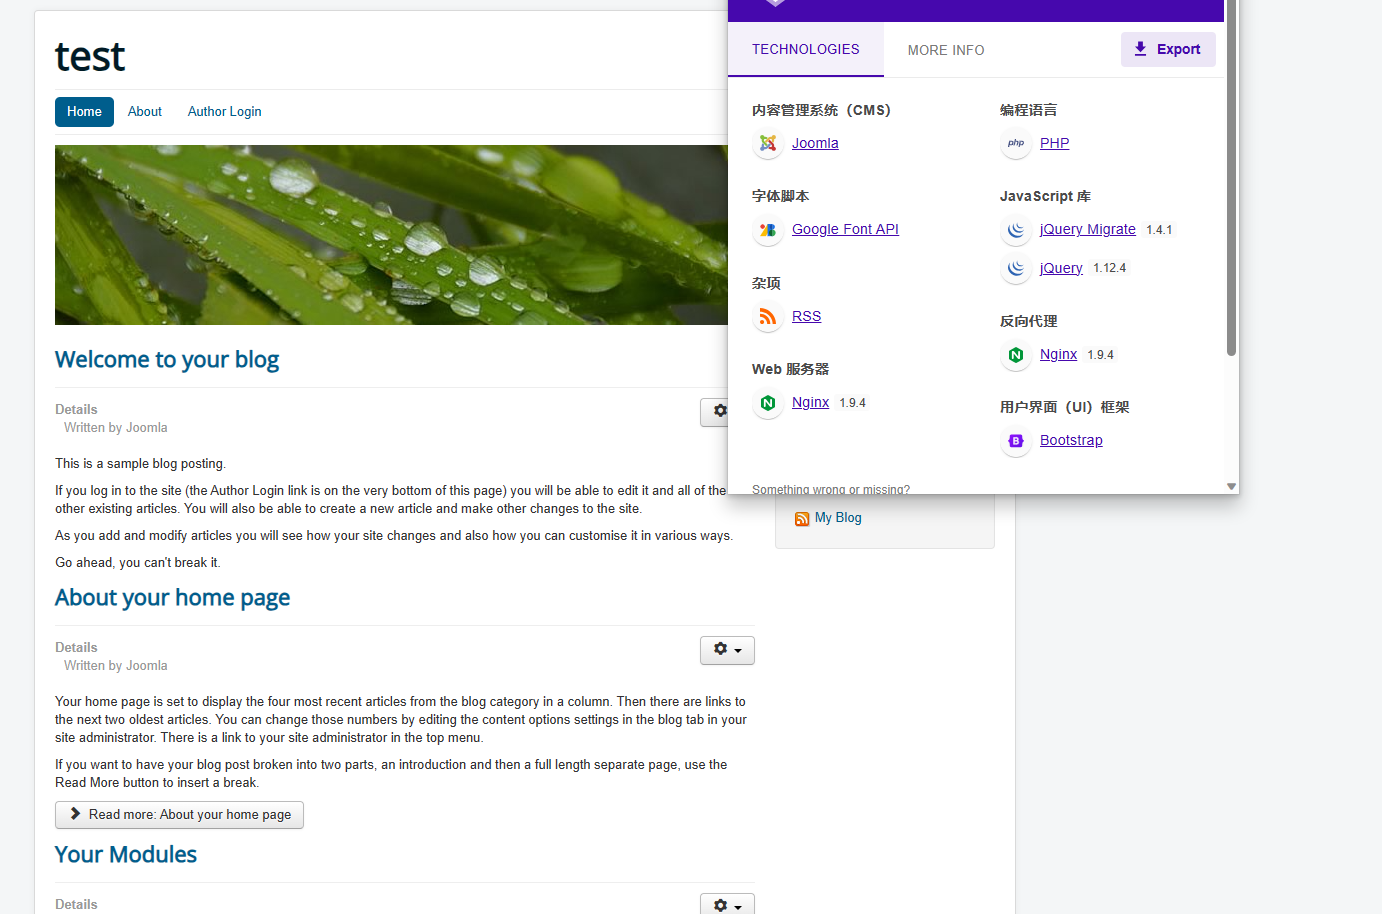 test
Home
About
Author Login
Welcome to your blog
Details
Written by Joomla
This is a sample blog posting.
If you log in to the site (the Author Login link is on the very bottom of this page) you will be able to edit it and all of the
other existing articles. You will also be able to create a new article and make other changes to the site.
As you add and modify articles you will see how your site changes and also how you can customise it in various ways.
Go ahead, you can't break it.
About your home page
Details
Written by Joomla
Your home page is set to display the four most recent articles from the blog category in a column. Then there are links to
the next two oldest articles. You can change those numbers by editing the content options settings in the blog tab in your
site administrator. There is a link to your site administrator in the top menu.
If you want to have your blog post broken into two parts, an introduction and then a full length separate page, use the
Read More button to insert a break.
Read more: About your home page
Your Modules
Details
TECHNOLOGIES
MORE INFO
Export
内容管理系统（CMS）
Joomla
字体脚本
Google Font API
杂项
RSS
Web 服务器
Nginx 1.9.4
编程语言
php PHP
JavaScript 库
jQuery Migrate 1.4.1
jQuery 1.12.4
反向代理
Nginx 1.9.4
用户界面（UI）框架
B Bootstrap
Something wrong or missing?
My Blog